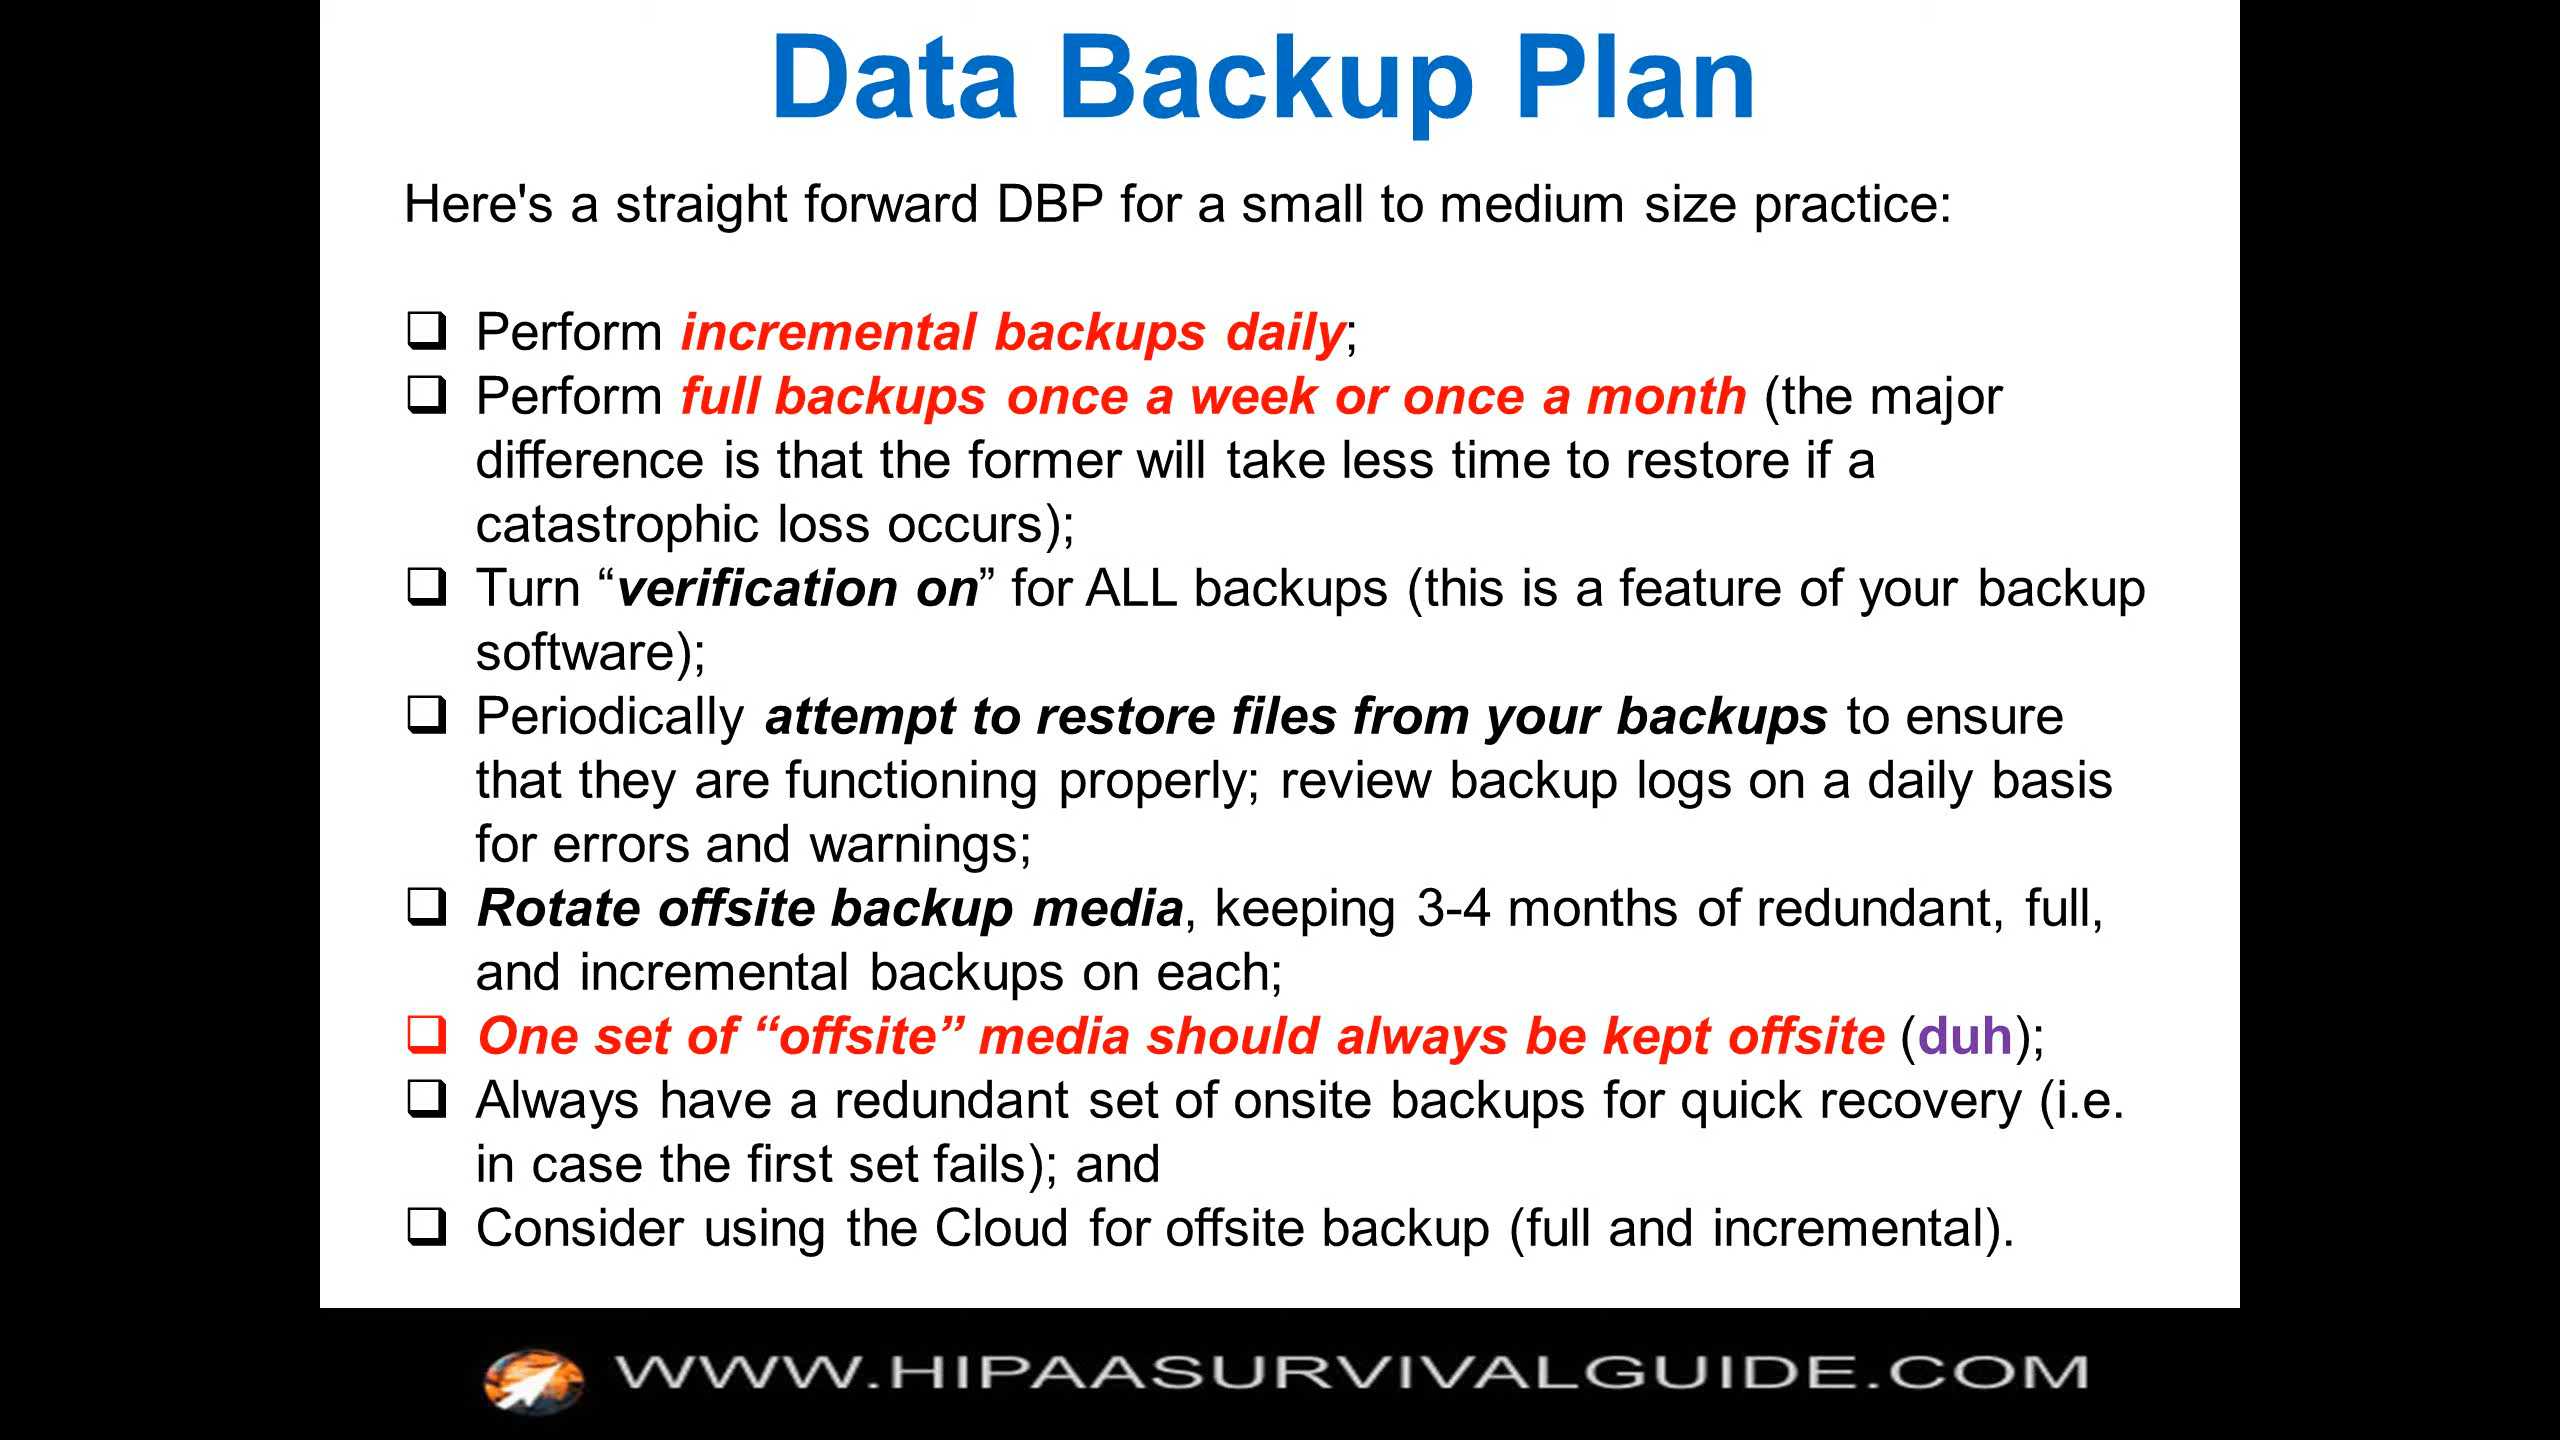 Data Backup Plan
Here's a straight forward DBP for a small to medium size practice:
❑ Perform incremental backups daily;
❑ Perform full backups once a week or once a month (the major
difference is that the former will take less time to restore if a
catastrophic loss occurs);
❑ Turn “verification on” for ALL backups (this is a feature of your backup
software);
❑ Periodically attempt to restore files from your backups to ensure
that they are functioning properly; review backup logs on a daily basis
for errors and warnings;
❑ Rotate offsite backup media, keeping 3-4 months of redundant, full,
and incremental backups on each;
❑ One set of “offsite” media should always be kept offsite (duh);
❑ Always have a redundant set of onsite backups for quick recovery (i.e.
in case the first set fails); and
❑ Consider using the Cloud for offsite backup (full and incremental).
WWW.HIPAASURVIVALGUIDE.COM